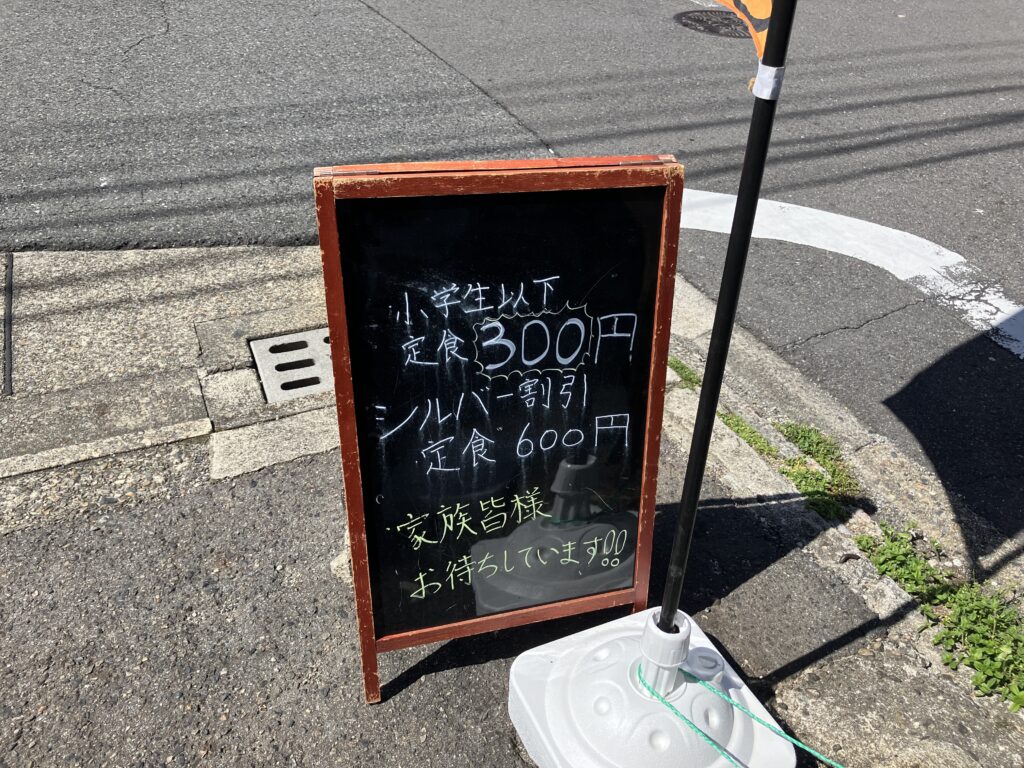 小学生以下
定食 300円
シルバー割引
定食 600円
家族皆様
お待ちしています!!